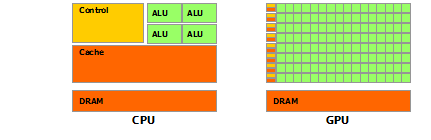 Control
ALU ALU
ALU ALU
Cache
DRAM
DRAM
CPU
GPU